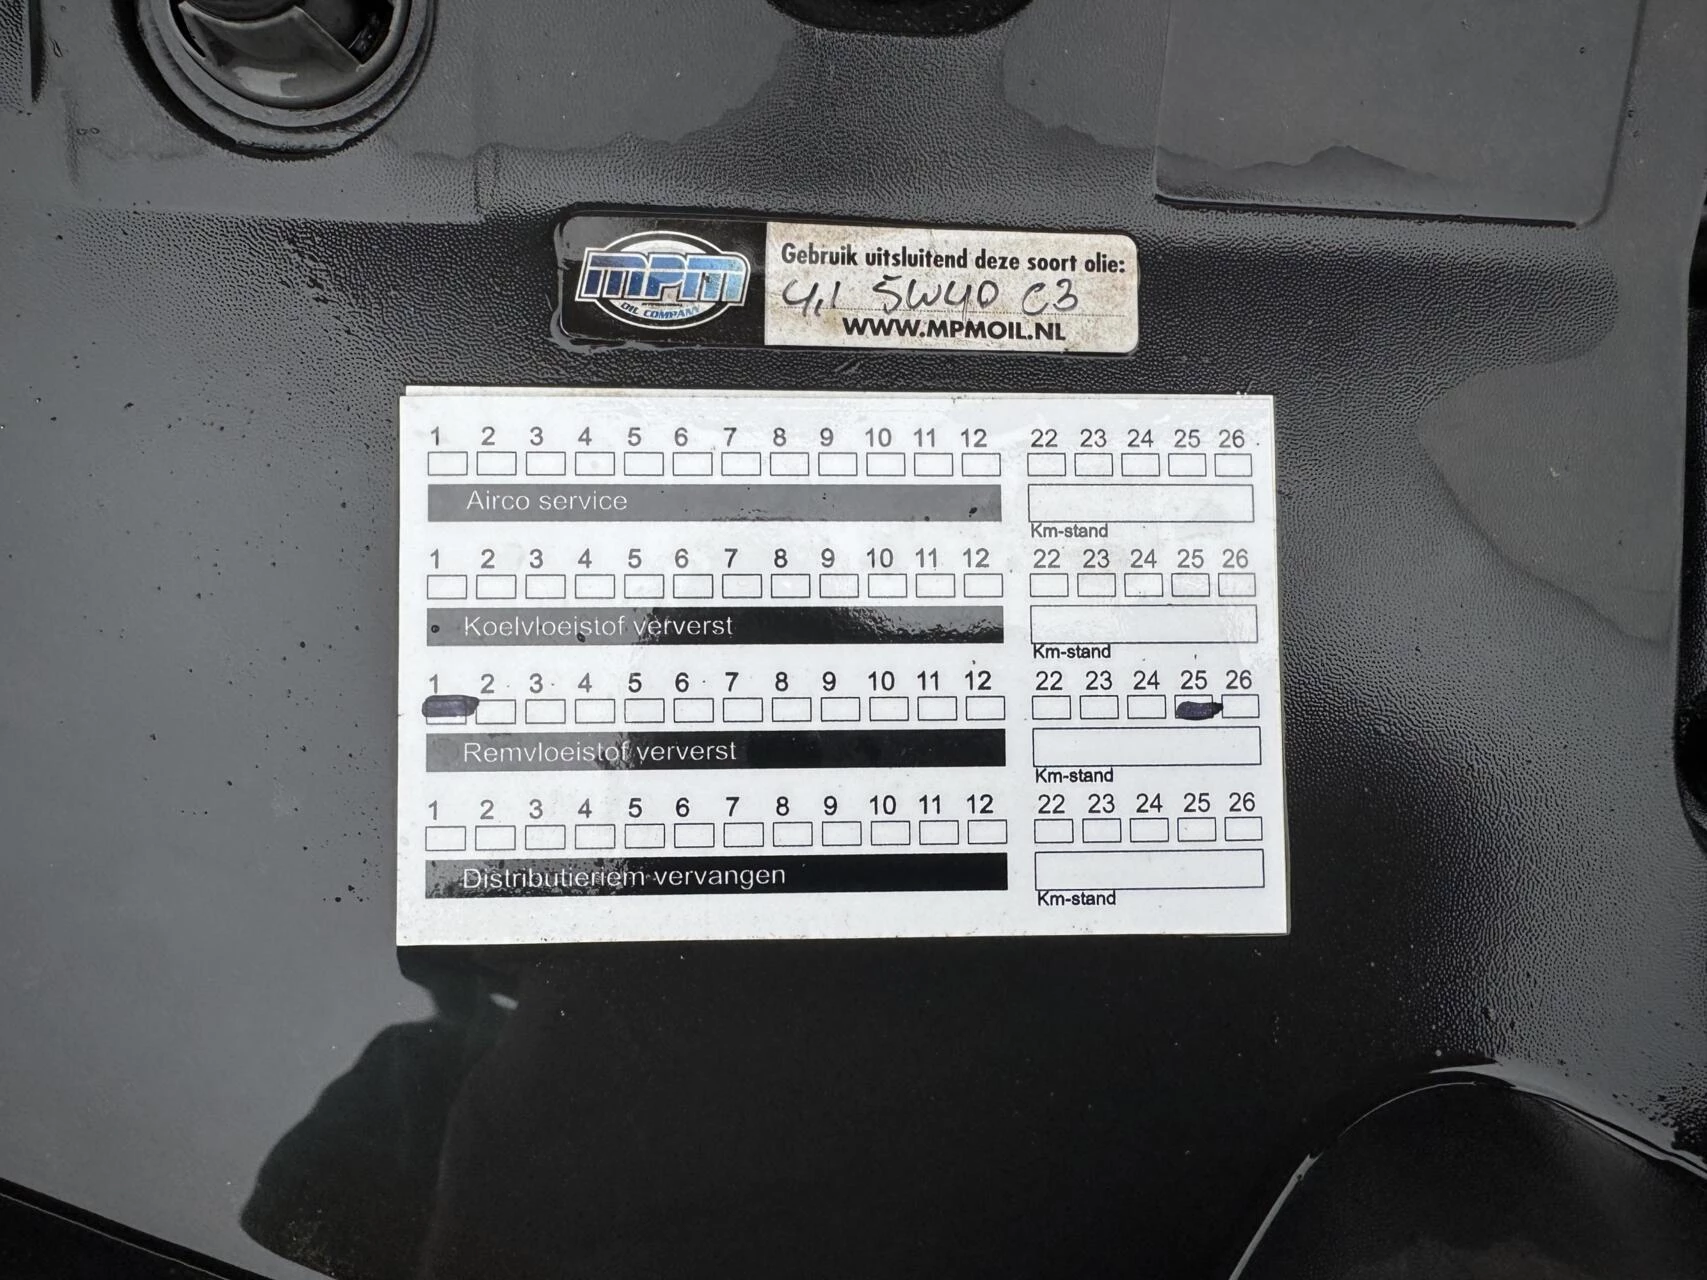 MPM
OIL COMPANY
Gebruik uitsluitend deze soort olie:
4,1 5W40 C3
WWW.MPMOIL.NL
1 2 3 4 5 6 7 8 9 10 11 12 22 23 24 25 26
Airco service
Km-stand
1 2 3 4 5 6 7 8 9 10 11 12 22 23 24 25 26
Koelvloeistof ververst
Km-stand
1 2 3 4 5 6 7 8 9 10 11 12 22 23 24 25 26
Remvloeistof ververst
Km-stand
1 2 3 4 5 6 7 8 9 10 11 12 22 23 24 25 26
Distributieriem vervangen
Km-stand